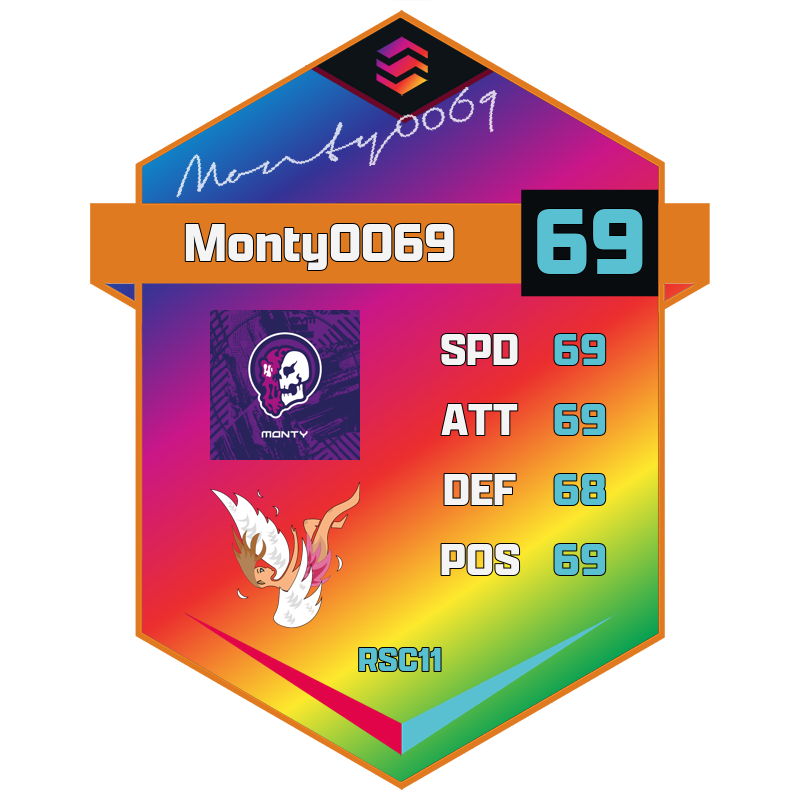 Monty0069
Monty0069 69
MONTY
SPD 69
ATT 69
DEF 68
POS 69
RSC11